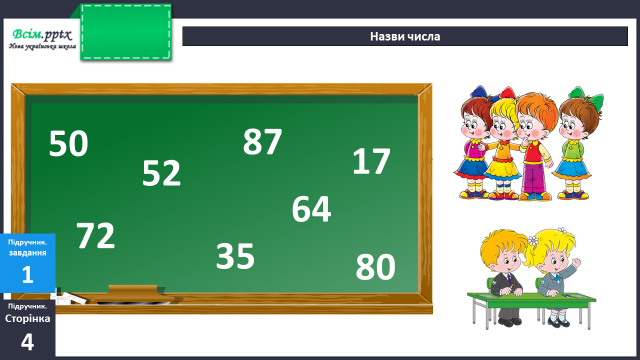 Всім.pptx
Нова українська школа
Назви числа
50
52
87
17
64
72
35
80
Підручник.
завдання
1
Підручник.
Сторінка
4